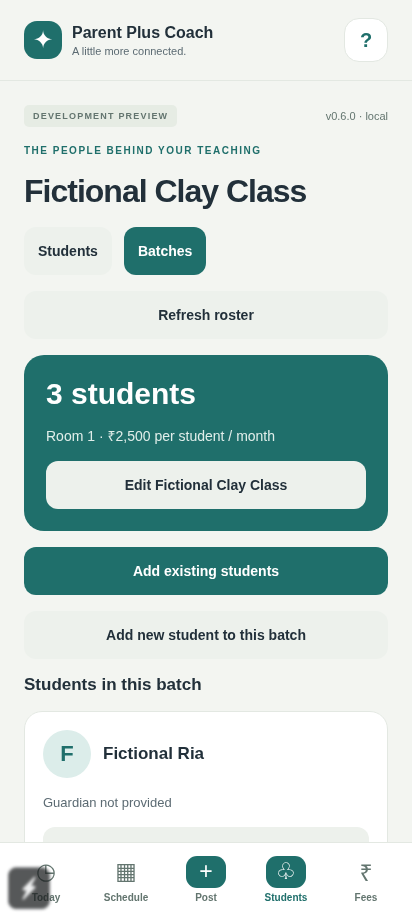 Parent Plus Coach
A little more connected.
?
DEVELOPMENT PREVIEW
v0.6.0 · local
THE PEOPLE BEHIND YOUR TEACHING
Fictional Clay Class
Students
Batches
Refresh roster
3 students
Room 1 · ₹2,500 per student / month
Edit Fictional Clay Class
Add existing students
Add new student to this batch
Students in this batch
F
Fictional Ria
Guardian not provided
Today
Schedule
+
Post
Students
₹
Fees